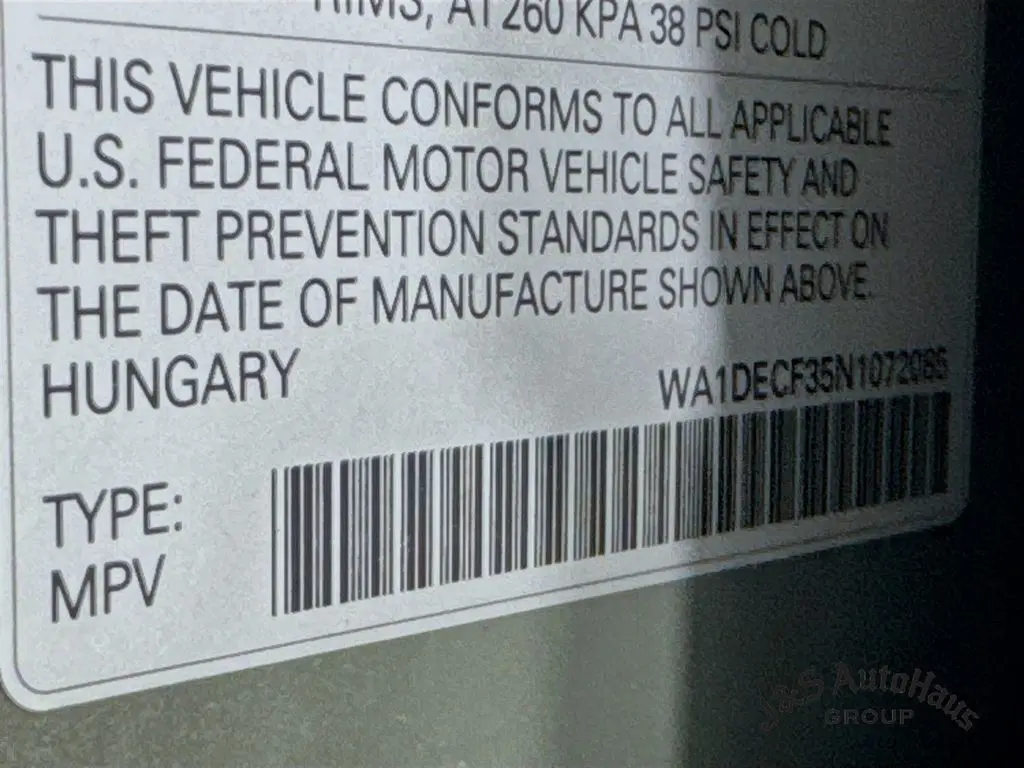 RIMS, AT 260 KPA 38 PSI COLD
THIS VEHICLE CONFORMS TO ALL APPLICABLE
U.S. FEDERAL MOTOR VEHICLE SAFETY AND
THEFT PREVENTION STANDARDS IN EFFECT ON
THE DATE OF MANUFACTURE SHOWN ABOVE.
HUNGARY
WA1DECF35N1072085
TYPE:
MPV
J&S AutoHaus
GROUP